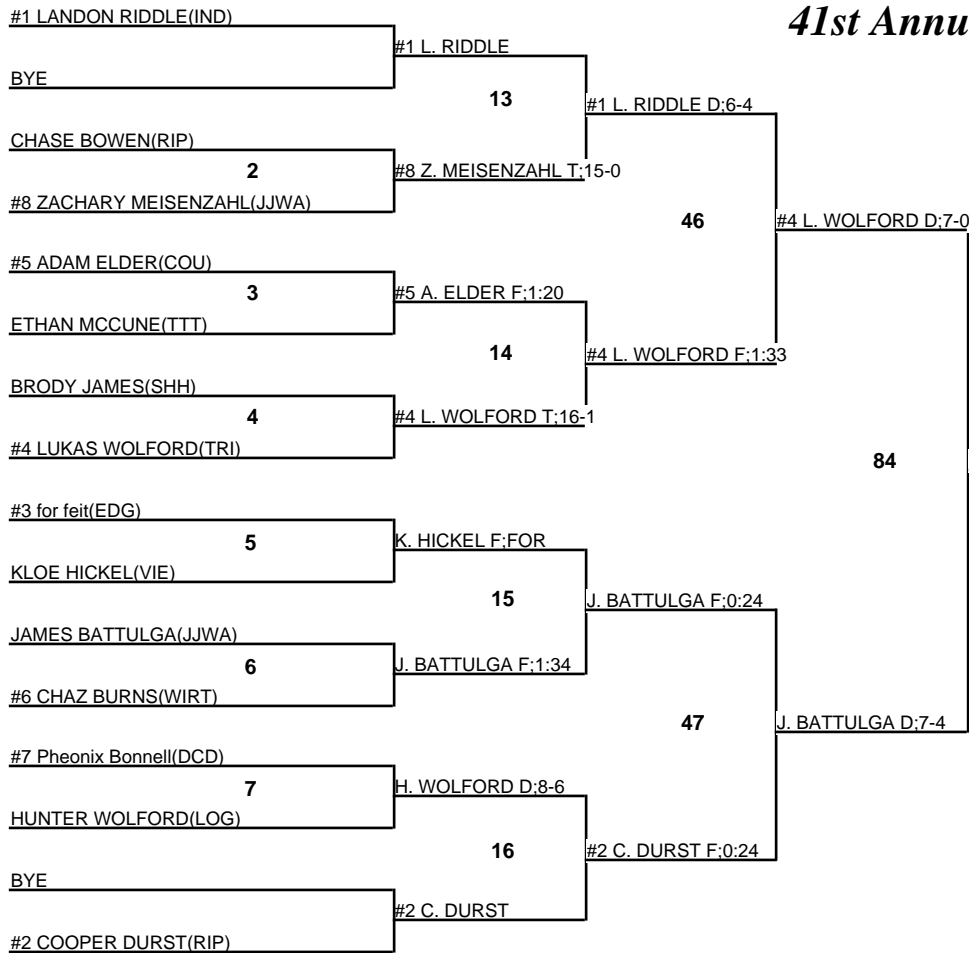 41st Annu
#1 LANDON RIDDLE(IND)
#1 L. RIDDLE
BYE
13
#1 L. RIDDLE D;6-4
CHASE BOWEN(RIP)
2
#8 Z. MEISENZAHL T;15-0
#8 ZACHARY MEISENZAHL(JJWA)
46
#4 L. WOLFORD D;7-0
#5 ADAM ELDER(COU)
3
#5 A. ELDER F;1:20
ETHAN MCCUNE(TTT)
14
#4 L. WOLFORD F;1:33
BRODY JAMES(SHH)
4
#4 L. WOLFORD T;16-1
#4 LUKAS WOLFORD(TRI)
84
#3 for feit(EDG)
5
K. HICKEL F;FOR
KLOE HICKEL(VIE)
15
J. BATTULGA F;0:24
JAMES BATTULGA(JJWA)
6
J. BATTULGA F;1:34
#6 CHAZ BURNS(WIRT)
47
J. BATTULGA D;7-4
#7 Pheonix Bonnell(DCD)
7
H. WOLFORD D;8-6
HUNTER WOLFORD(LOG)
16
#2 C. DURST F;0:24
BYE
#2 C. DURST
#2 COOPER DURST(RIP)